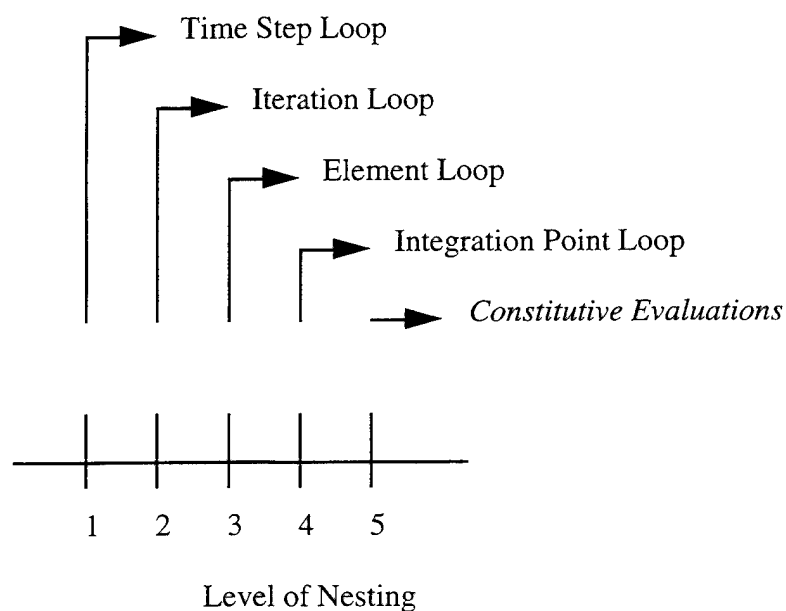 Time Step Loop
Iteration Loop
Element Loop
Integration Point Loop
Constitutive Evaluations
1 2 3 4 5
Level of Nesting